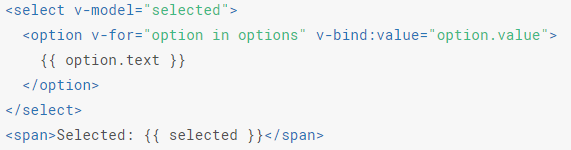 <select v-model="selected">
  <option v-for="option in options" v-bind:value="option.value">
    {{ option.text }}
  </option>
</select>
<span>Selected: {{ selected }}</span>